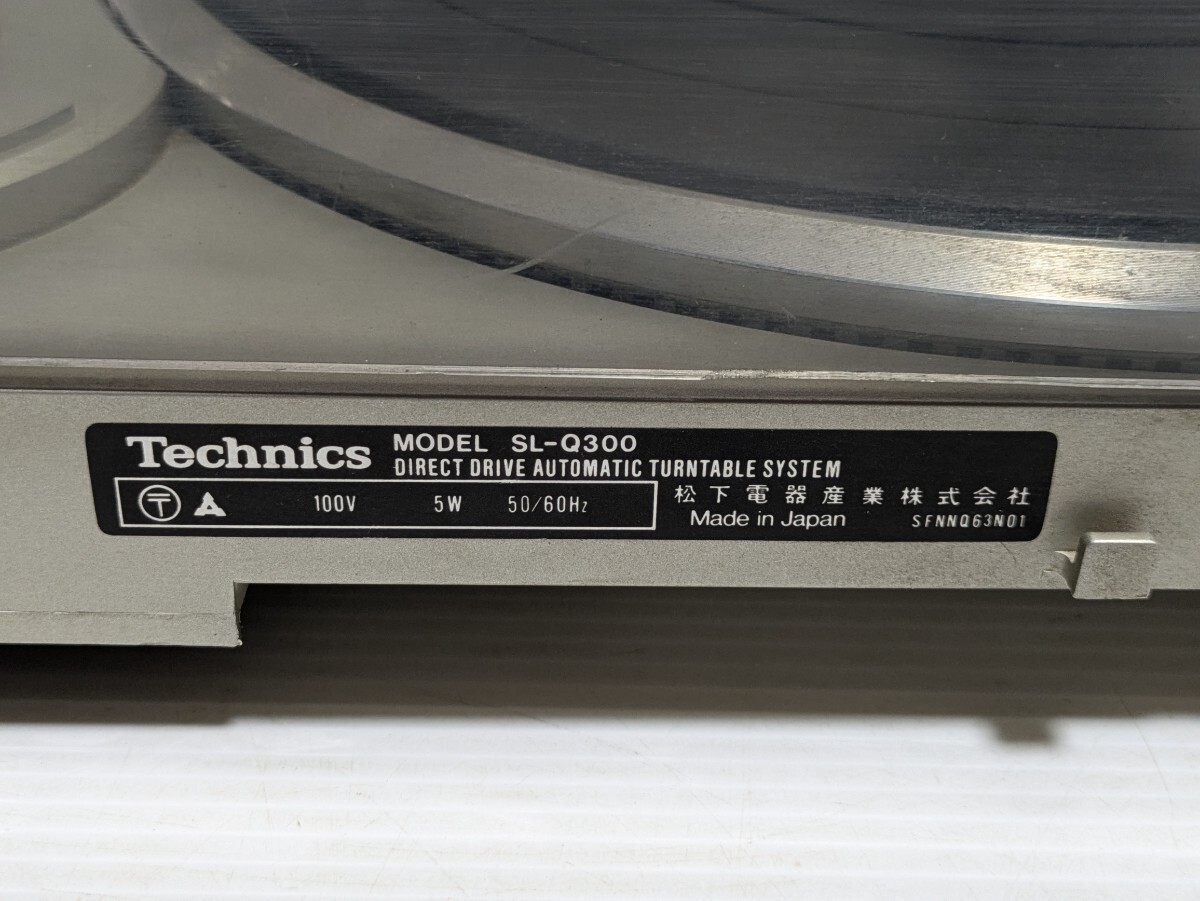 Technics MODEL SL-Q300
DIRECT DRIVE AUTOMATIC TURNTABLE SYSTEM
〒 A 100V 5W 50/60Hz
松下電器産業株式会社
Made in Japan SFNNQ63N01